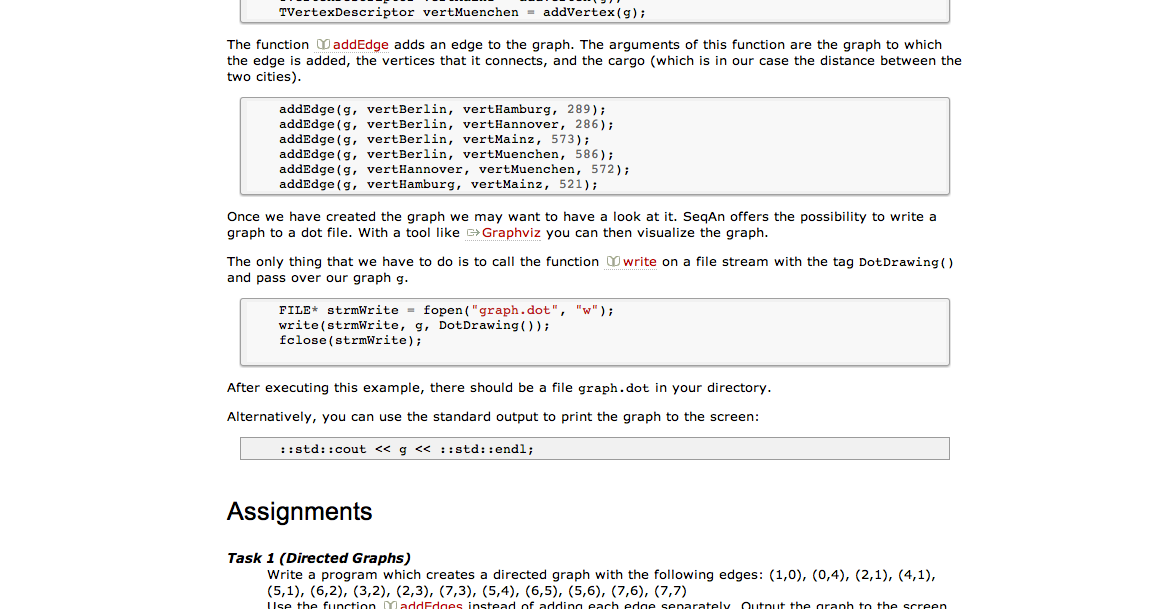 TVertexDescriptor vertMuenchen = addVertex(g);
The function addEdge adds an edge to the graph. The arguments of this function are the graph to which
the edge is added, the vertices that it connects, and the cargo (which is in our case the distance between the
two cities).
addEdge(g, vertBerlin, vertHamburg, 289);
addEdge(g, vertBerlin, vertHannover, 286);
addEdge(g, vertBerlin, vertMainz, 573);
addEdge(g, vertBerlin, vertMuenchen, 586);
addEdge(g, vertHannover, vertMuenchen, 572);
addEdge(g, vertHamburg, vertMainz, 521);
Once we have created the graph we may want to have a look at it. SeqAn offers the possibility to write a
graph to a dot file. With a tool like Graphviz you can then visualize the graph.
The only thing that we have to do is to call the function write on a file stream with the tag DotDrawing()
and pass over our graph g.
FILE* strmWrite = fopen("graph.dot", "w");
write(strmWrite, g, DotDrawing());
fclose(strmWrite);
After executing this example, there should be a file graph.dot in your directory.
Alternatively, you can use the standard output to print the graph to the screen:
::std::cout << g << ::std::endl;
Assignments
Task 1 (Directed Graphs)
Write a program which creates a directed graph with the following edges: (1,0), (0,4), (2,1), (4,1),
(5,1), (6,2), (3,2), (2,3), (7,3), (5,4), (6,5), (5,6), (7,6), (7,7)
Use the function addEdges instead of adding each edge separately. Output the graph to the screen